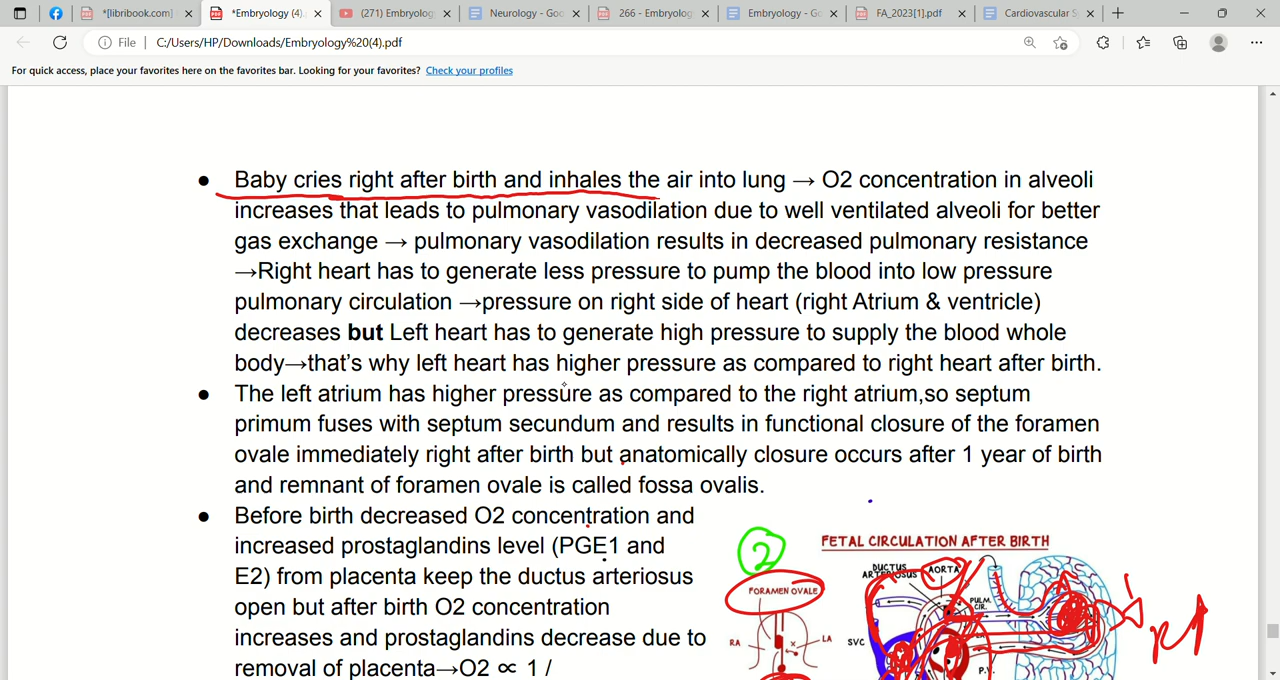 *[libribook.com]
*Embryology (4).
(271) Embryolog
Neurology - Goo
266 - Embryolog
Embryology - Go
FA_2023[1].pdf
Cardiovascular S
File
C:/Users/HP/Downloads/Embryology%20(4).pdf
For quick access, place your favorites here on the favorites bar. Looking for your favorites? Check your profiles
● Baby cries right after birth and inhales the air into lung → O2 concentration in alveoli
increases that leads to pulmonary vasodilation due to well ventilated alveoli for better
gas exchange → pulmonary vasodilation results in decreased pulmonary resistance
→Right heart has to generate less pressure to pump the blood into low pressure
pulmonary circulation →pressure on right side of heart (right Atrium & ventricle)
decreases but Left heart has to generate high pressure to supply the blood whole
body→that’s why left heart has higher pressure as compared to right heart after birth.
● The left atrium has higher pressure as compared to the right atrium,so septum
primum fuses with septum secundum and results in functional closure of the foramen
ovale immediately right after birth but anatomically closure occurs after 1 year of birth
and remnant of foramen ovale is called fossa ovalis.
● Before birth decreased O2 concentration and
increased prostaglandins level (PGE1 and
E2) from placenta keep the ductus arteriosus
open but after birth O2 concentration
increases and prostaglandins decrease due to
removal of placenta→O2 ∝ 1 /
2
FORAMEN OVALE
RA
LA
FETAL CIRCULATION AFTER BIRTH
DUCTUS
ARTERIOSUS
AORTA
PULM.
CIR.
SVC
P.V.